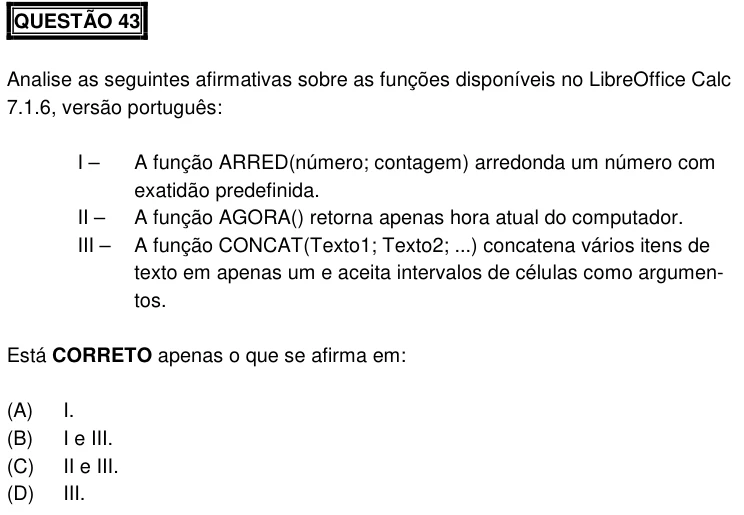 QUESTÃO 43
Analise as seguintes afirmativas sobre as funções disponíveis no LibreOffice Calc
7.1.6, versão português:
I – A função ARRED(número; contagem) arredonda um número com
exatidão predefinida.
II – A função AGORA() retorna apenas hora atual do computador.
III – A função CONCAT(Texto1; Texto2; ...) concatena vários itens de
texto em apenas um e aceita intervalos de células como argumen-
tos.
Está CORRETO apenas o que se afirma em:
(A) I.
(B) I e III.
(C) II e III.
(D) III.